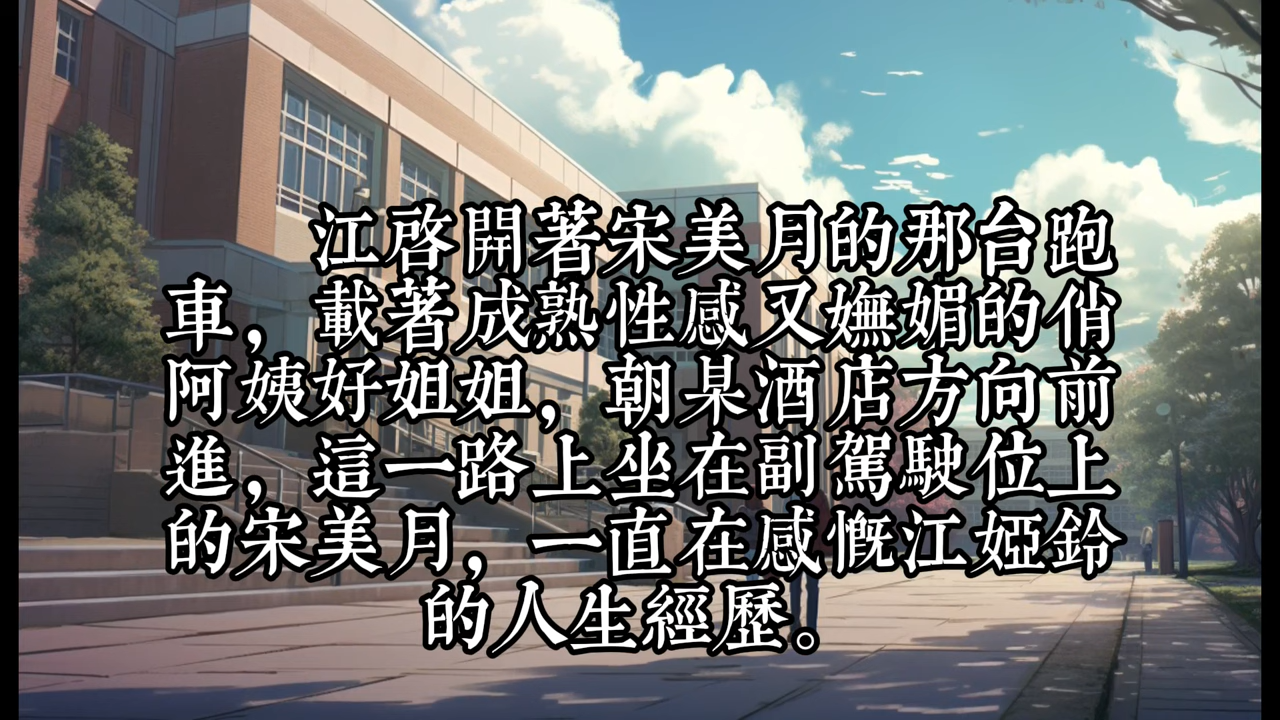 江啓開著宋美月的那台跑
車，載著成熟性感又嫵媚的俏
阿姨好姐姐，朝某酒店方向前
進，這一路上坐在副駕駛位上
的宋美月，一直在感慨江婭鈴
的人生經歷。